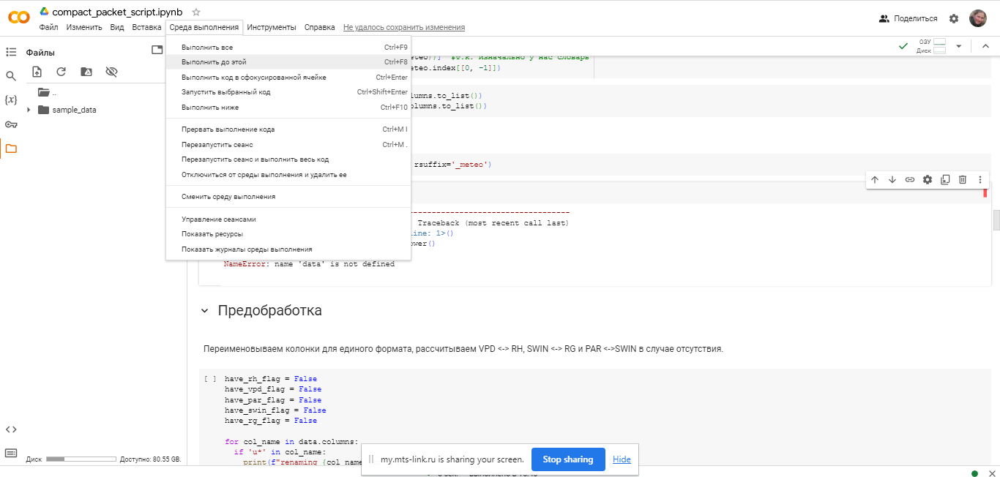 CO compact_packet_script.ipynb
Файл Изменить Вид Вставка Среда выполнения Инструменты Справка Не удалось сохранить изменения
Поделиться
Файлы
..
sample_data
Выполнить все Ctrl+F9
Выполнить до этой Ctrl+F8
Выполнить код в сфокусированной ячейке Ctrl+Enter
Запустить выбранный код Ctrl+Shift+Enter
Выполнить ниже Ctrl+F10
Прервать выполнение кода Ctrl+M I
Перезапустить сеанс Ctrl+M .
Перезапустить сеанс и выполнить весь код
Отключиться от среды выполнения и удалить ее
Сменить среду выполнения
Управление сеансами
Показать ресурсы
Показать журналы среды выполнения
ОЗУ
Диск
eteo))] #т.к. изначально у нас словарь
eteo.index[[0, -1]])
lumns.to_list())
olumns.to_list())
rsuffix='_meteo')
Traceback (most recent call last)
line: 1>()
ower()
NameError: name 'data' is not defined
Предобработка
Переименовываем колонки для единого формата, рассчитываем VPD <-> RH, SWIN <-> RG и PAR <->SWIN в случае отсутствия.
[ ] have_rh_flag = False
have_vpd_flag = False
have_par_flag = False
have_swin_flag = False
have_rg_flag = False
for col_name in data.columns:
if 'u*' in col_name:
print(f"renaming {col_name
{x}
<>
Диск Доступно: 80.55 GB.
my.mts-link.ru is sharing your screen. Stop sharing Hide